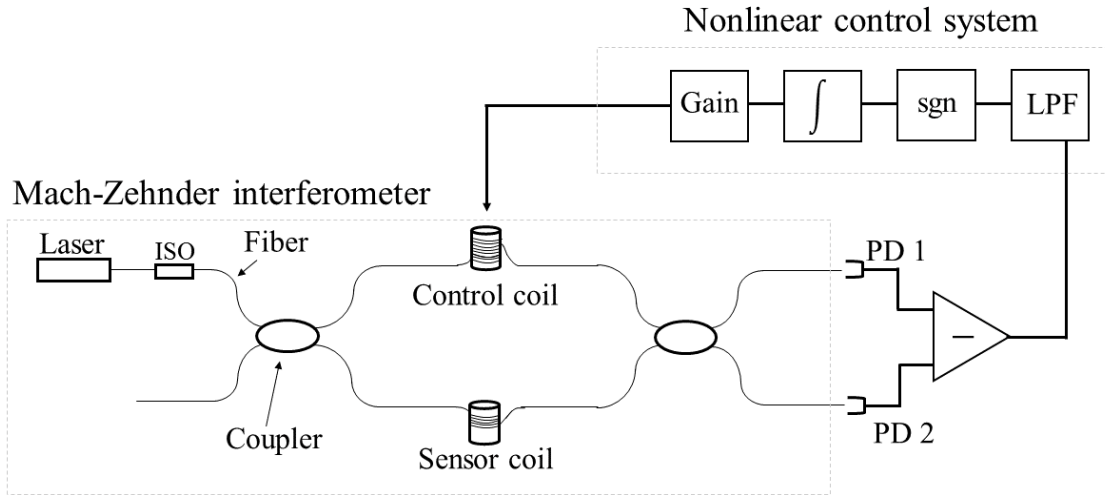 Nonlinear control system
Gain
∫
sgn
LPF
Mach-Zehnder interferometer
Laser
ISO
Fiber
Control coil
PD 1
−
Coupler
Sensor coil
PD 2